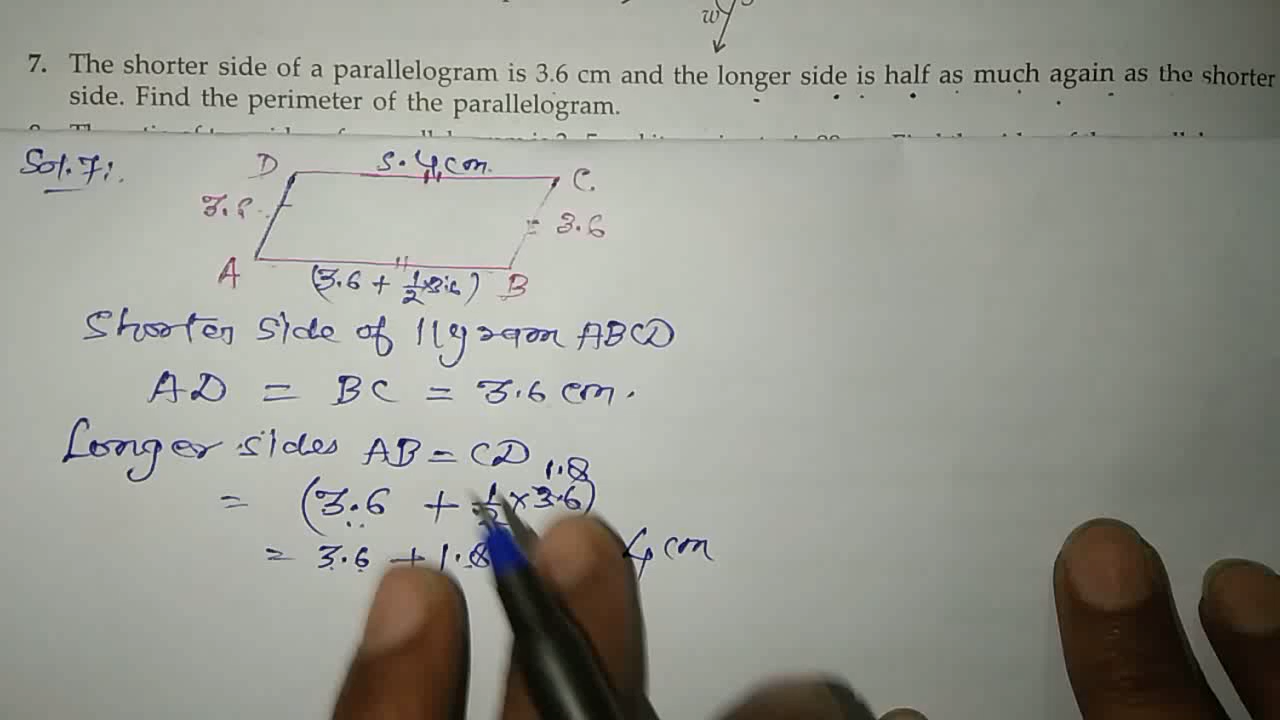 w
7. The shorter side of a parallelogram is 3.6 cm and the longer side is half as much again as the shorter
side. Find the perimeter of the parallelogram.
Sol.7:
D 5.4 cm. C.
3.6 3.6
A (3.6 + 1/2 × 3.6) B
Shorter side of ||gram ABCD
AD = BC = 3.6 cm.
Longer sides AB = CD
1.8
= (3.6 + 1/2 × 3.6)
= 3.6 + 1.8 4 cm